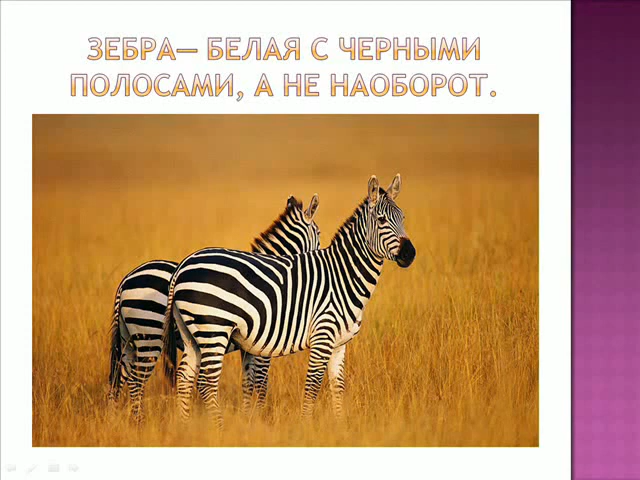 ЗЕБРА— БЕЛАЯ С ЧЕРНЫМИ
ПОЛОСАМИ, А НЕ НАОБОРОТ.